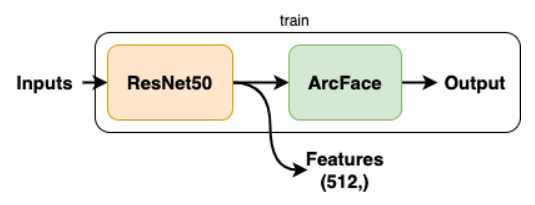 train
Inputs
ResNet50
ArcFace
Output
Features
(512,)